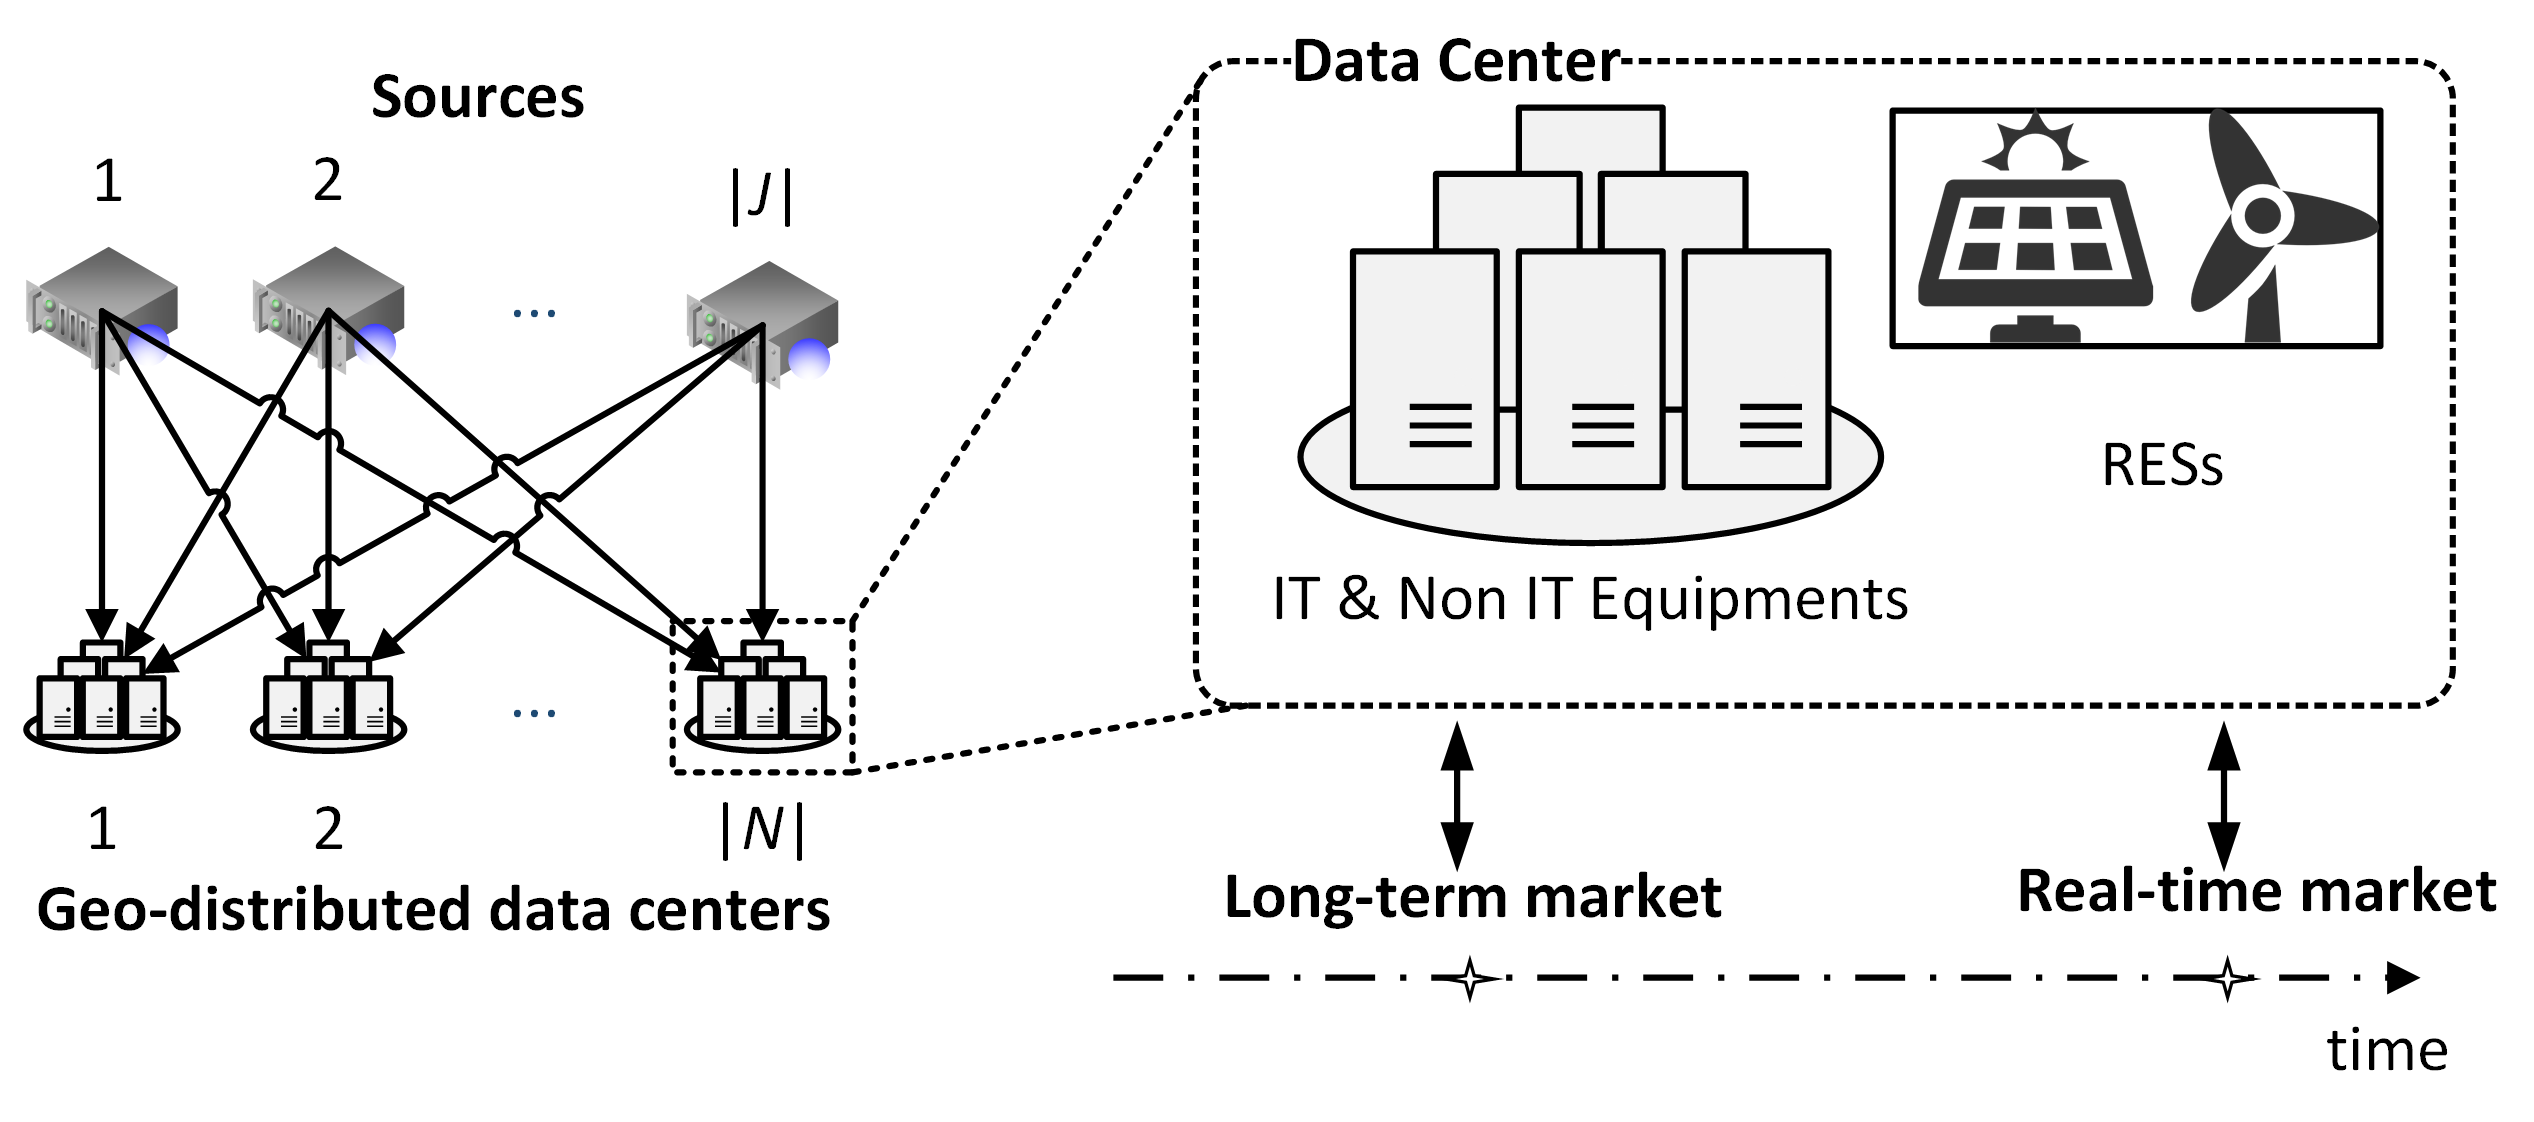 Sources
1
2
...
|J|
1
2
...
|N|
Geo-distributed data centers
Data Center
RESs
IT & Non IT Equipments
Long-term market
Real-time market
time